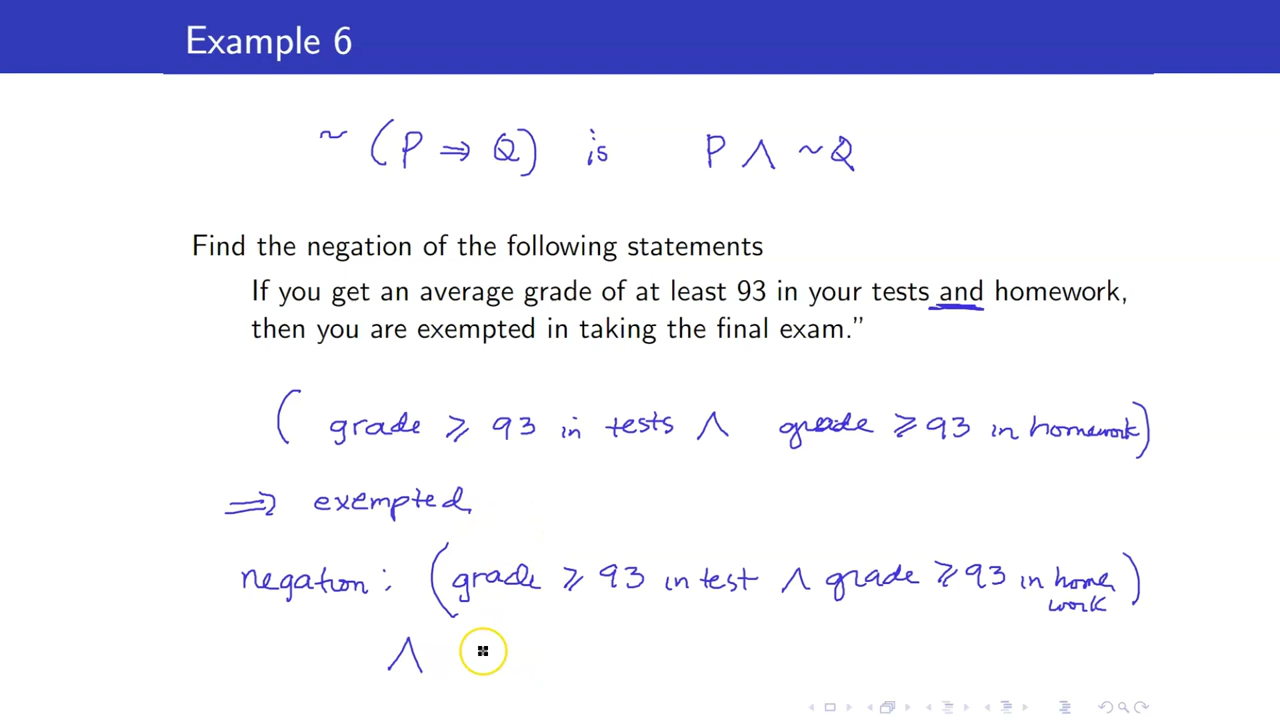 Example 6
~ (P ⇒ Q) is P ∧ ~Q
Find the negation of the following statements
If you get an average grade of at least 93 in your tests and homework,
then you are exempted in taking the final exam.”
( grade ⩾ 93 in tests ∧ grade ⩾ 93 in homework)
⇒ exempted.
negation : (grade ⩾ 93 in test ∧ grade ⩾ 93 in home
work )
∧